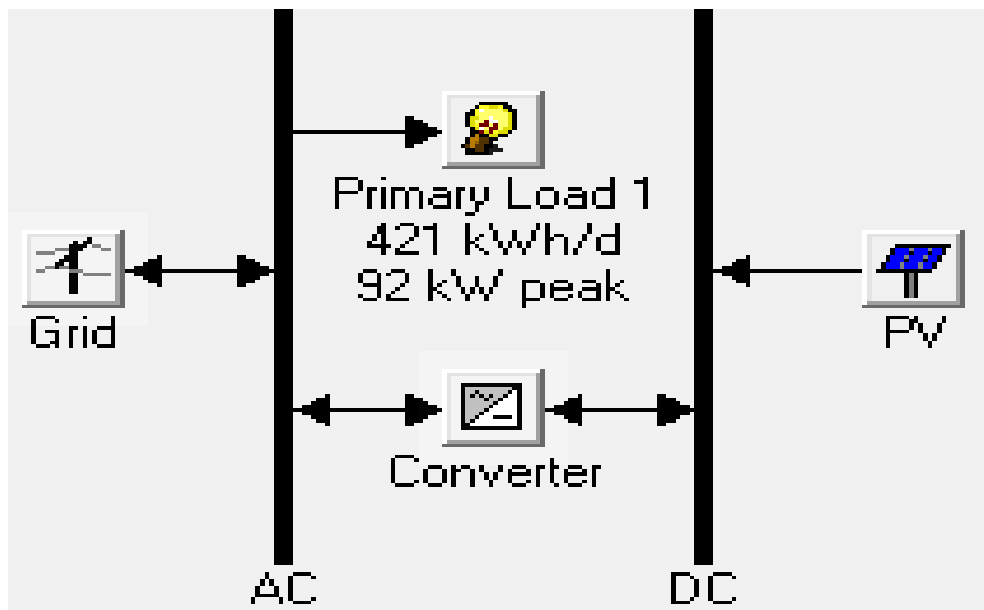 Primary Load 1
421 kWh/d
92 kW peak
Grid
PV
Converter
AC
DC